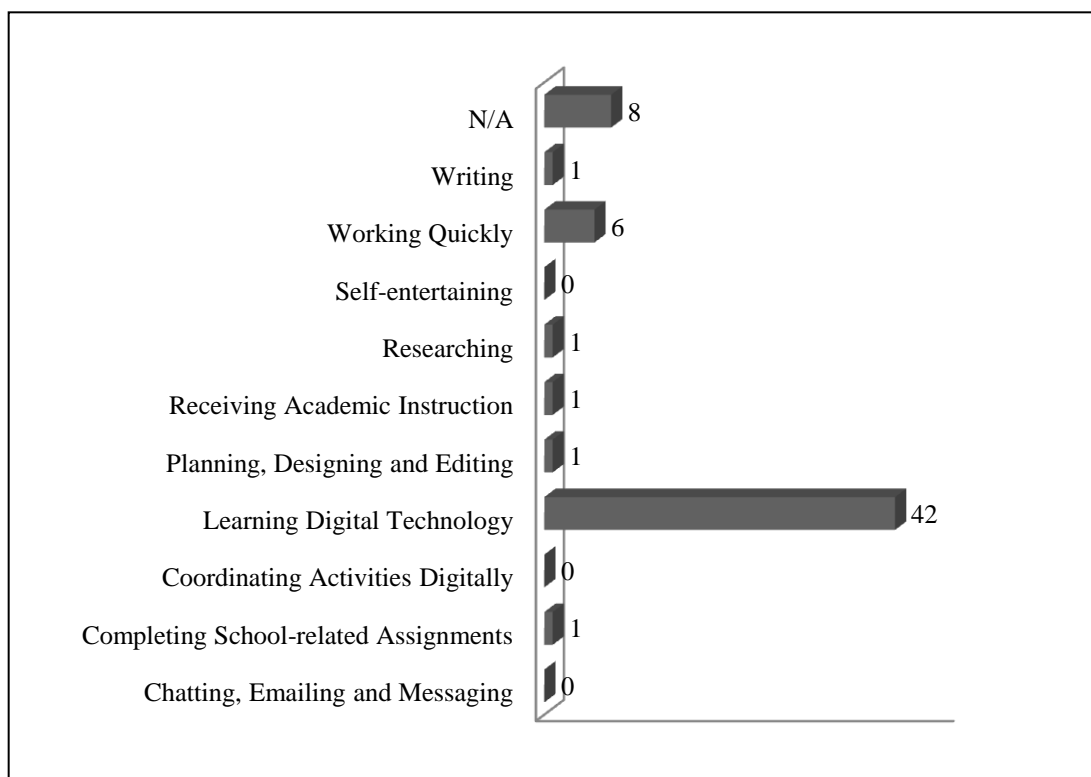 N/A 8
Writing 1
Working Quickly 6
Self-entertaining 0
Researching 1
Receiving Academic Instruction 1
Planning, Designing and Editing 1
Learning Digital Technology 42
Coordinating Activities Digitally 0
Completing School-related Assignments 1
Chatting, Emailing and Messaging 0